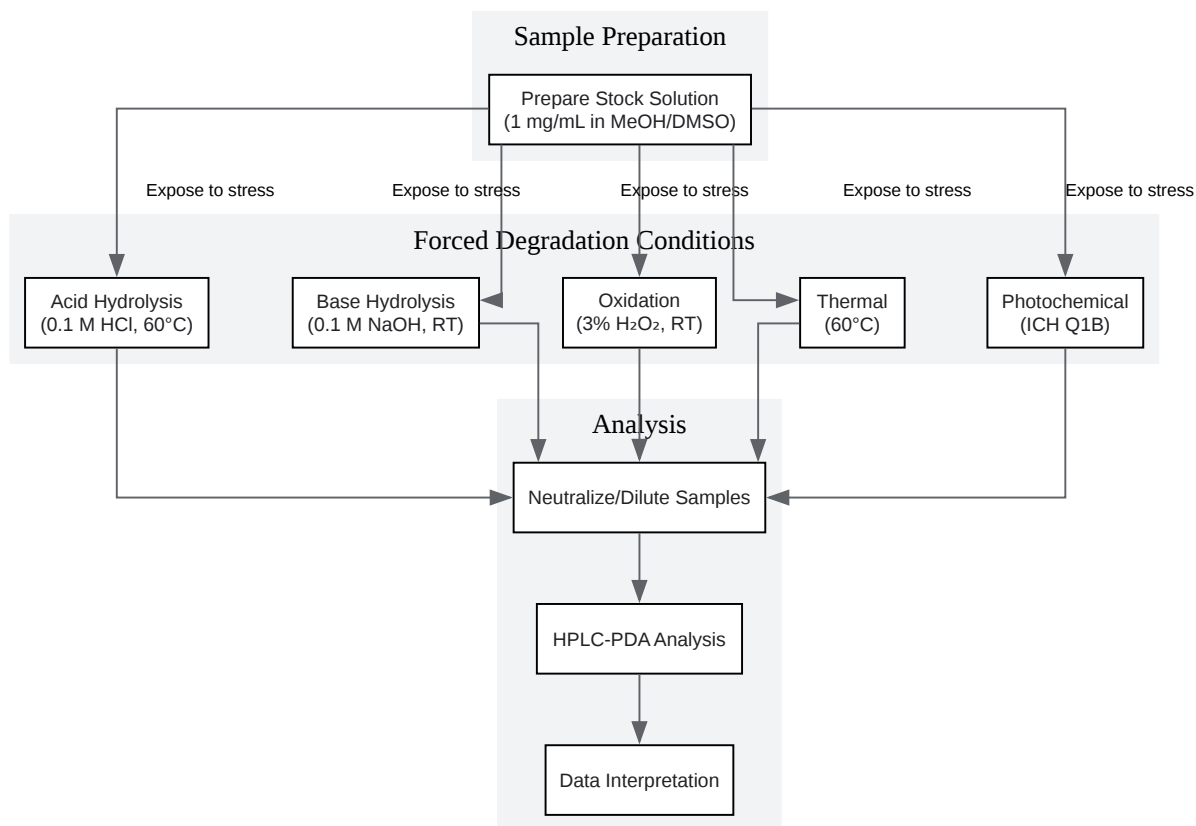 Sample Preparation
Prepare Stock Solution
(1 mg/mL in MeOH/DMSO)
Expose to stress
Expose to stress
Expose to stress
Expose to stress
Expose to stress
Forced Degradation Conditions
Acid Hydrolysis
(0.1 M HCl, 60°C)
Base Hydrolysis
(0.1 M NaOH, RT)
Oxidation
(3% H₂O₂, RT)
Thermal
(60°C)
Photochemical
(ICH Q1B)
Analysis
Neutralize/Dilute Samples
HPLC-PDA Analysis
Data Interpretation